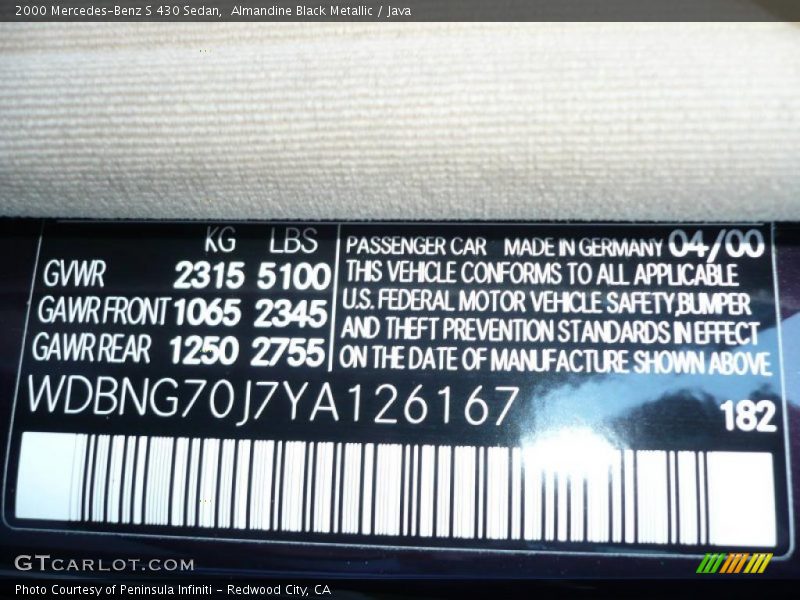 2000 Mercedes-Benz S 430 Sedan, Almandine Black Metallic / Java
KG LBS
GVWR 2315 5100
GAWR FRONT 1065 2345
GAWR REAR 1250 2755
PASSENGER CAR MADE IN GERMANY 04/00
THIS VEHICLE CONFORMS TO ALL APPLICABLE
U.S. FEDERAL MOTOR VEHICLE SAFETY, BUMPER
AND THEFT PREVENTION STANDARDS IN EFFECT
ON THE DATE OF MANUFACTURE SHOWN ABOVE
WDBNG70J7YA126167
182
GTCARLOT.COM
Photo Courtesy of Peninsula Infiniti - Redwood City, CA